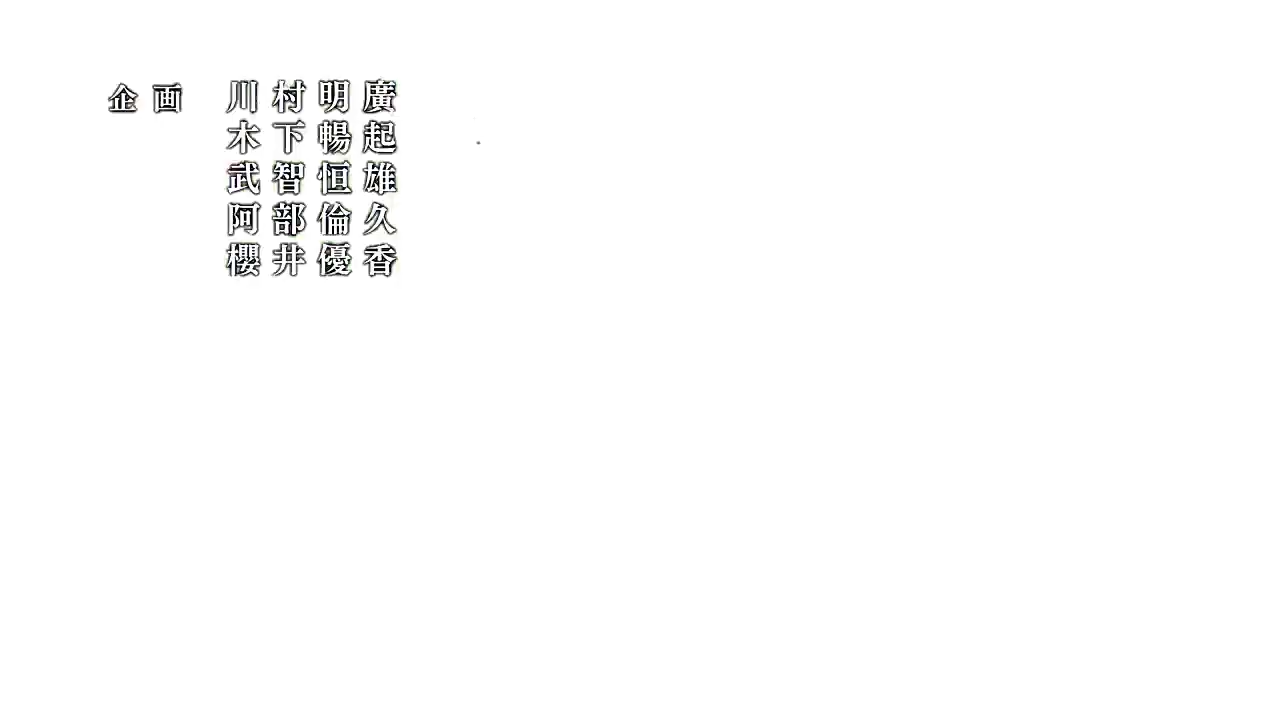 企画 川村明廣
木下暢起
武智恒雄
阿部倫久
櫻井優香